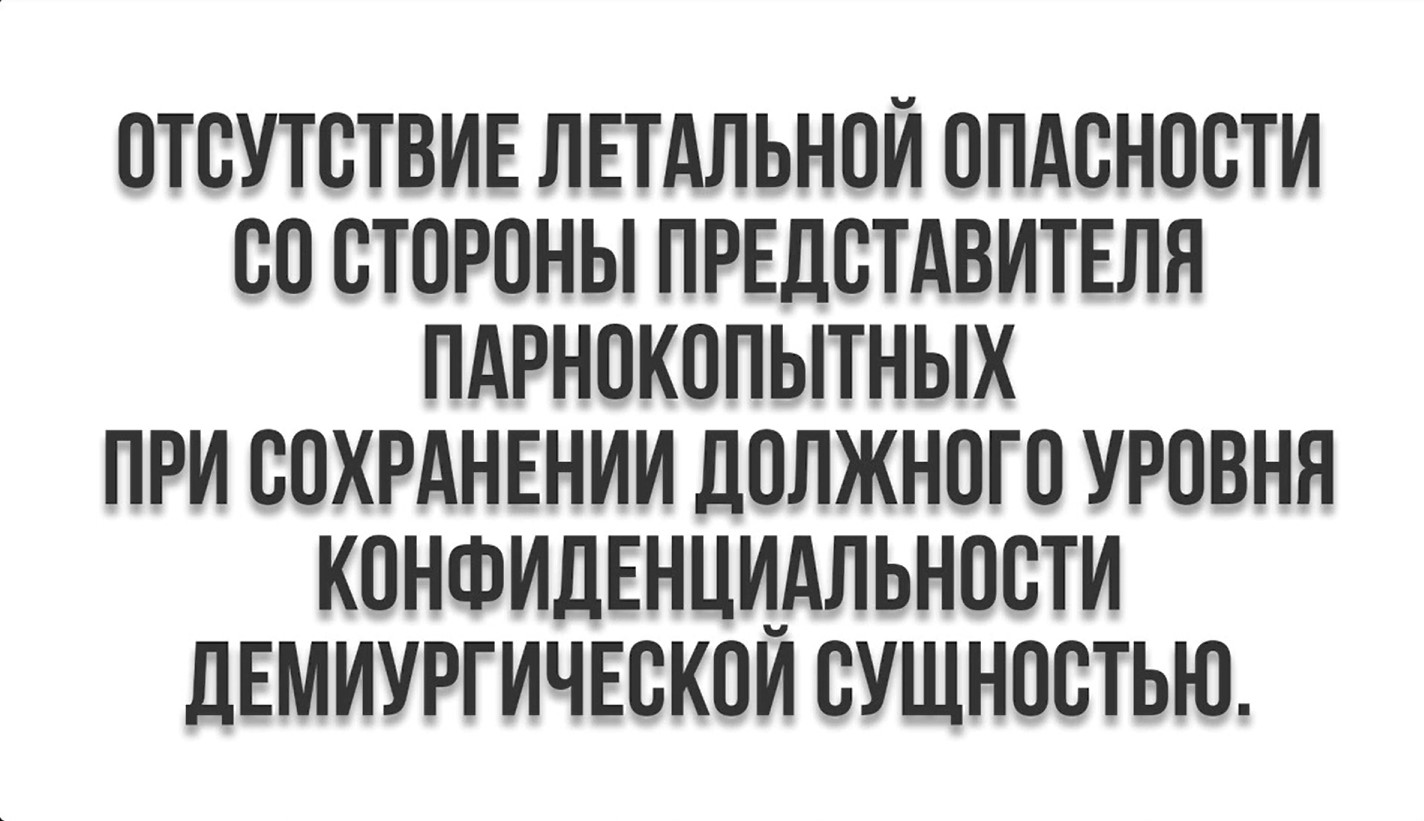 ОТСУТСТВИЕ ЛЕТАЛЬНОЙ ОПАСНОСТИ
СО СТОРОНЫ ПРЕДСТАВИТЕЛЯ
ПАРНОКОПЫТНЫХ
ПРИ СОХРАНЕНИИ ДОЛЖНОГО УРОВНЯ
КОНФИДЕНЦИАЛЬНОСТИ
ДЕМИУРГИЧЕСКОЙ СУЩНОСТЬЮ.